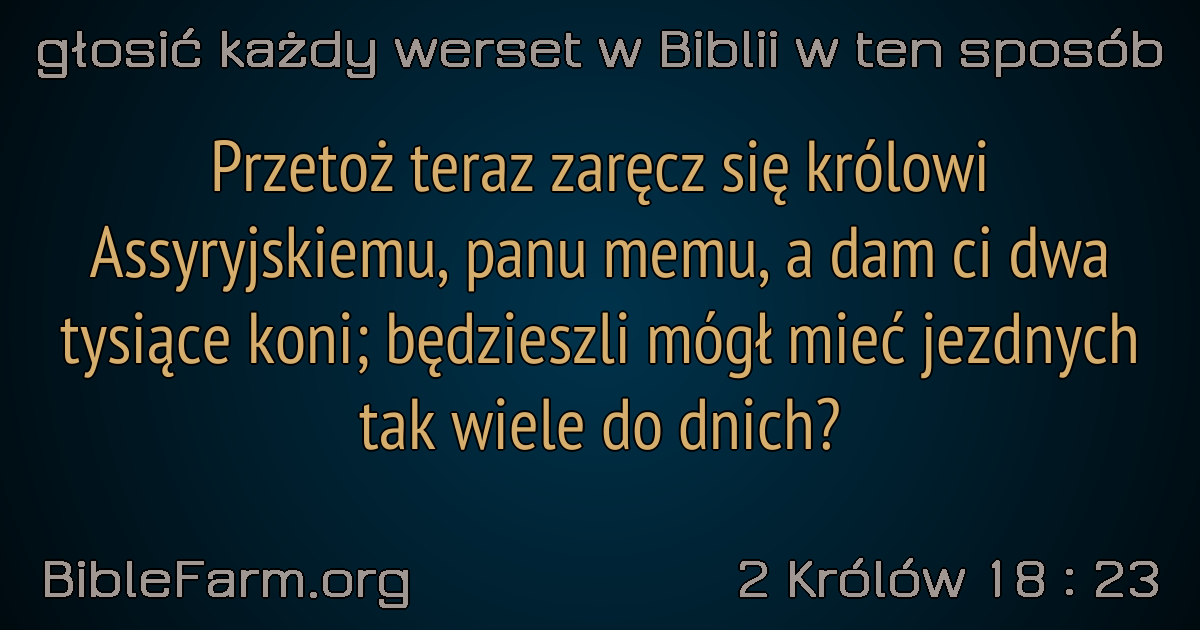 głosić każdy werset w Biblii w ten sposób
Przetoż teraz zaręcz się królowi
Assyryjskiemu, panu memu, a dam ci dwa
tysiące koni; będzieszli mógł mieć jezdnych
tak wiele do dnich?
BibleFarm.org
2 Królów 18 : 23